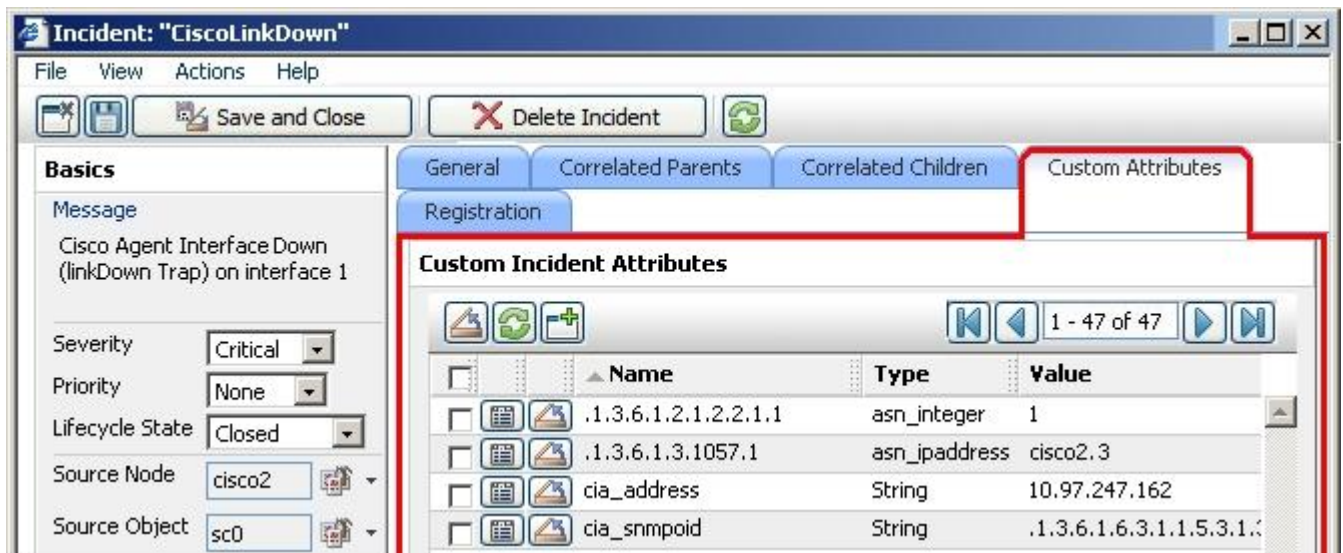 Incident: "CiscoLinkDown"
File View Actions Help
Save and Close Delete Incident
Basics
Message
Cisco Agent Interface Down
(linkDown Trap) on interface 1
Severity Critical
Priority None
Lifecycle State Closed
Source Node cisco2
Source Object sc0
General Correlated Parents Correlated Children Custom Attributes
Registration
Custom Incident Attributes
1 - 47 of 47
Name Type Value
.1.3.6.1.2.1.2.2.1.1 asn_integer 1
.1.3.6.1.3.1057.1 asn_ipaddress cisco2.3
cia_address String 10.97.247.162
cia_snmpoid String .1.3.6.1.6.3.1.1.5.3.1.